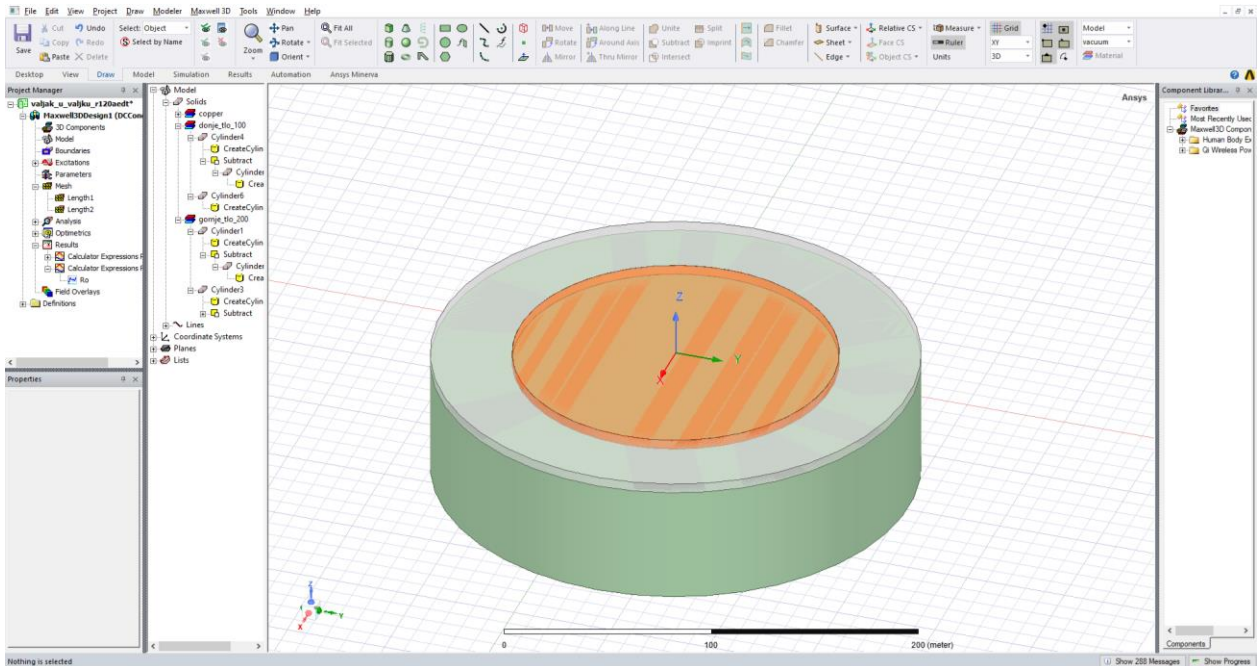 File Edit View Project Draw Modeler Maxwell 3D Tools Window Help
Save
Cut Undo
Copy Redo
Paste Delete
Select: Object
Select by Name
Zoom
Pan
Rotate
Orient
Fit All
Fit Selected
Move Along Line
Rotate Around Axis
Mirror Thru Mirror
Unite Split
Subtract Imprint
Intersect
Fillet
Chamfer
Surface
Sheet
Edge
Relative CS
Face CS
Object CS
Measure
Ruler
Units
Grid
XY
3D
Model
vacuum
Material
Desktop View Draw Model Simulation Results Automation Ansys Minerva
Project Manager
valjak_u_valjku_r120aedt*
Maxwell3DDesign1 (DCCon
3D Components
Model
Boundaries
Excitations
Parameters
Mesh
Length1
Length2
Analysis
Optimetrics
Results
Calculator Expressions F
Calculator Expressions F
Ro
Field Overlays
Definitions
Properties
Model
Solids
copper
donje_tlo_100
Cylinder4
CreateCylin
Subtract
Cylinder
Crea
Cylinder6
CreateCylin
gornje_tlo_200
Cylinder1
CreateCylin
Subtract
Cylinder
Crea
Cylinder3
CreateCylin
Subtract
Lines
Coordinate Systems
Planes
Lists
Ansys
Z
Y
X
Z
Y
X
0 100 200 (meter)
Component Librar...
Favorites
Most Recently Used
Maxwell3D Compon
Human Body Ex
Qi Wireless Pow
Components
Nothing is selected
Show 288 Messages Show Progress